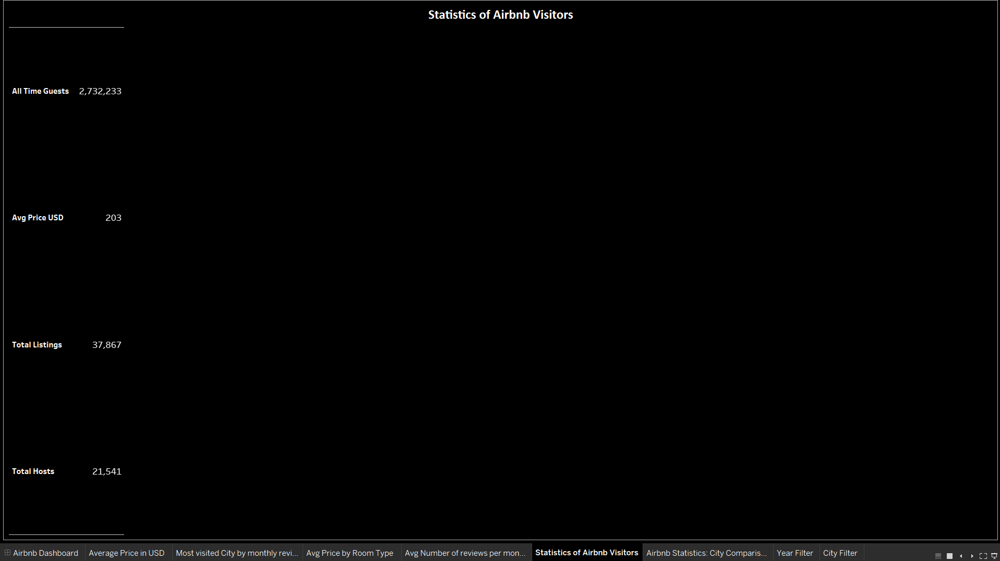 Statistics of Airbnb Visitors
All Time Guests 2,732,233
Avg Price USD 203
Total Listings 37,867
Total Hosts 21,541
Airbnb Dashboard Average Price in USD Most visited City by monthly revi... Avg Price by Room Type Avg Number of reviews per mon... Statistics of Airbnb Visitors Airbnb Statistics: City Comparis... Year Filter City Filter